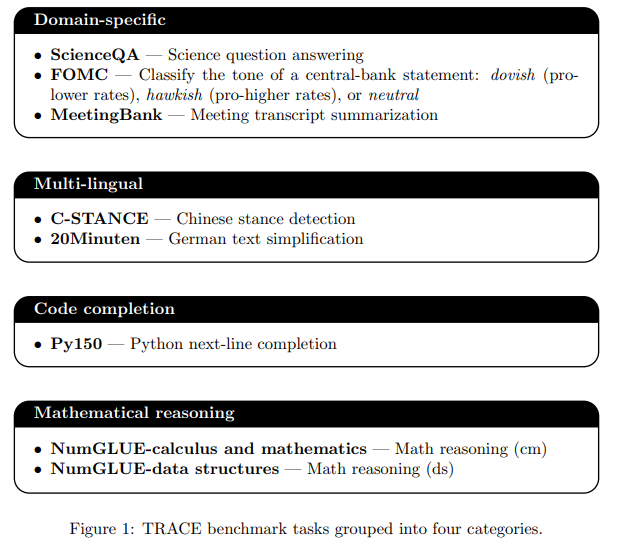 Domain-specific
• ScienceQA — Science question answering
• FOMC — Classify the tone of a central-bank statement: dovish (pro-
lower rates), hawkish (pro-higher rates), or neutral
• MeetingBank — Meeting transcript summarization
Multi-lingual
• C-STANCE — Chinese stance detection
• 20Minuten — German text simplification
Code completion
• Py150 — Python next-line completion
Mathematical reasoning
• NumGLUE-calculus and mathematics — Math reasoning (cm)
• NumGLUE-data structures — Math reasoning (ds)
Figure 1: TRACE benchmark tasks grouped into four categories.